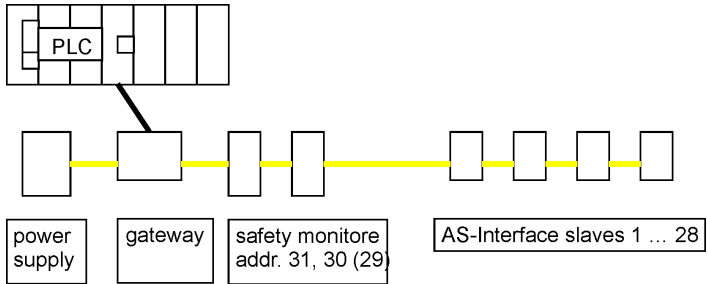 PLC
power
supply
gateway
safety monitore
addr. 31, 30 (29)
AS-Interface slaves 1 ... 28